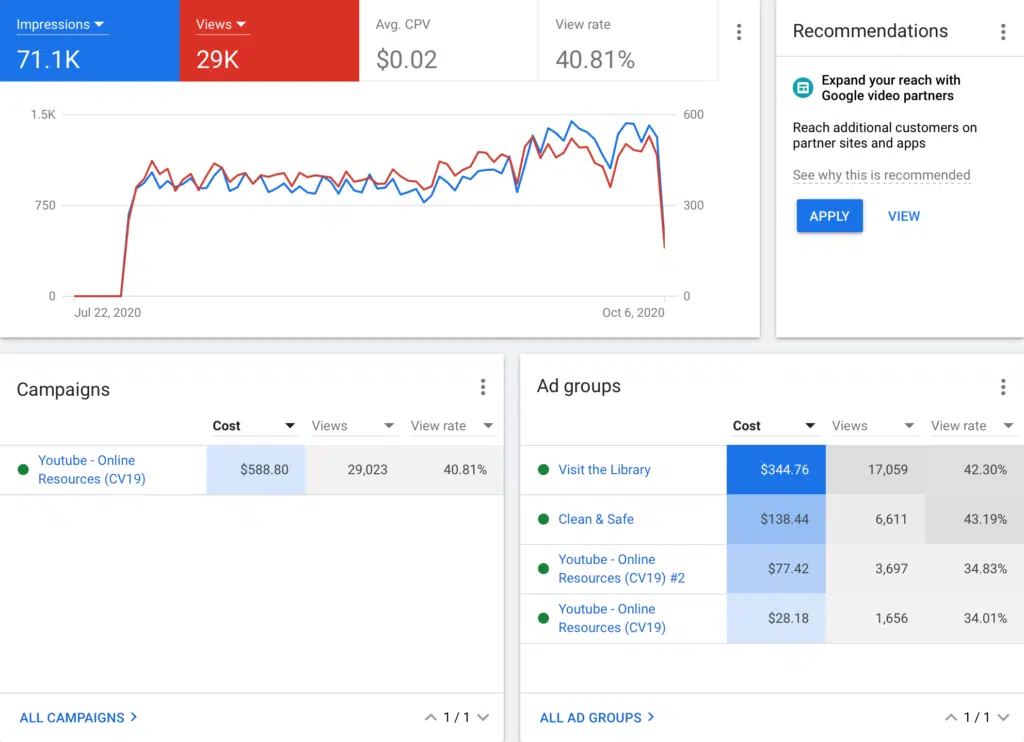 Impressions
71.1K
Views
29K
Avg. CPV
$0.02
View rate
40.81%
1.5K
750
0
600
300
0
Jul 22, 2020
Oct 6, 2020
Recommendations
Expand your reach with
Google video partners
Reach additional customers on
partner sites and apps
See why this is recommended
APPLY
VIEW
Campaigns
Cost Views View rate
Youtube - Online
Resources (CV19)
$588.80 29,023 40.81%
ALL CAMPAIGNS
1 / 1
Ad groups
Cost Views View rate
Visit the Library $344.76 17,059 42.30%
Clean & Safe $138.44 6,611 43.19%
Youtube - Online
Resources (CV19) #2
$77.42 3,697 34.83%
Youtube - Online
Resources (CV19)
$28.18 1,656 34.01%
ALL AD GROUPS
1 / 1